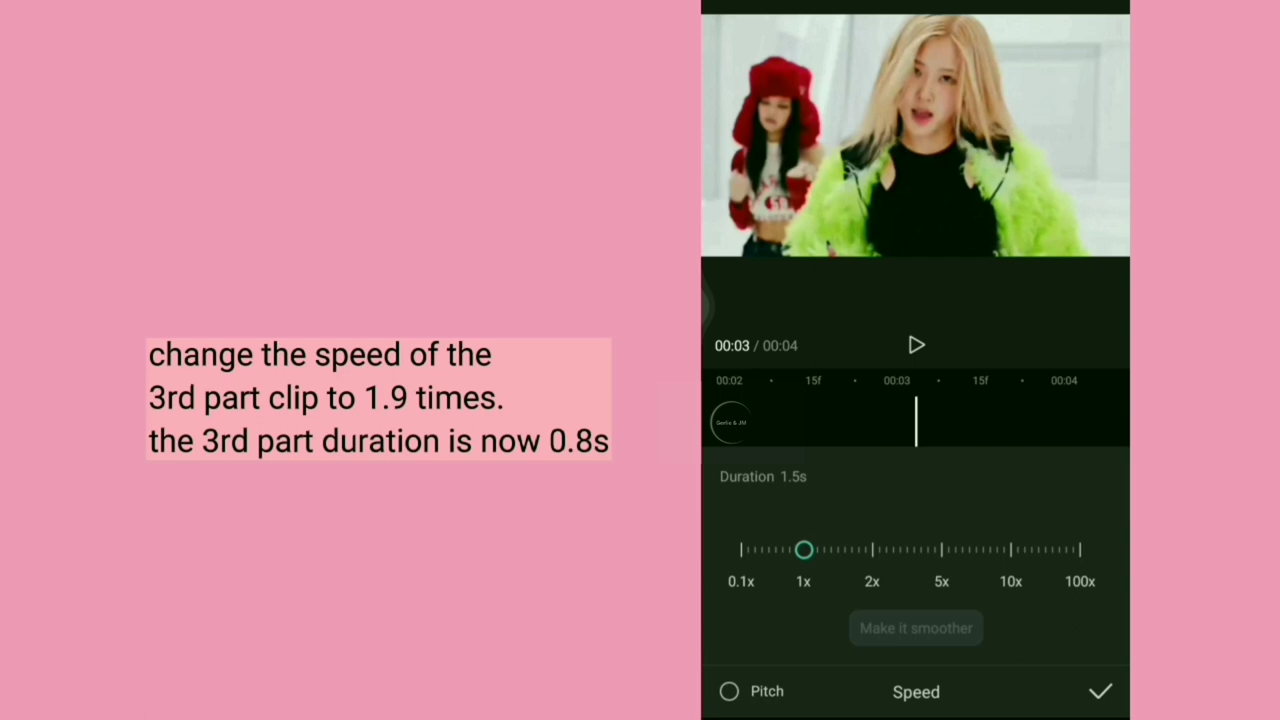 change the speed of the
3rd part clip to 1.9 times.
the 3rd part duration is now 0.8s
00:03 / 00:04
00:02 15f 00:03 15f 00:04
Duration 1.5s
0.1x 1x 2x 5x 10x 100x
Make it smoother
Pitch Speed